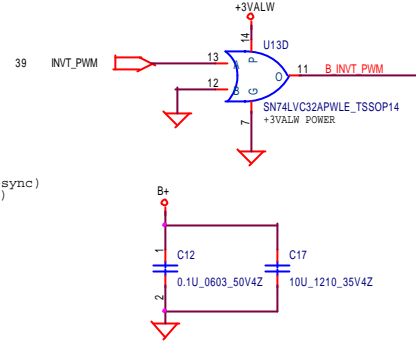 +3VALW
14
U13D
39 INVT_PWM
13
A
P
O
11
B_INVT_PWM
12
B
G
SN74LVC32APWLE_TSSOP14
7
+3VALW POWER
sync)
)
B+
1
C12
C17
0.1U_0603_50V4Z
10U_1210_35V4Z
2